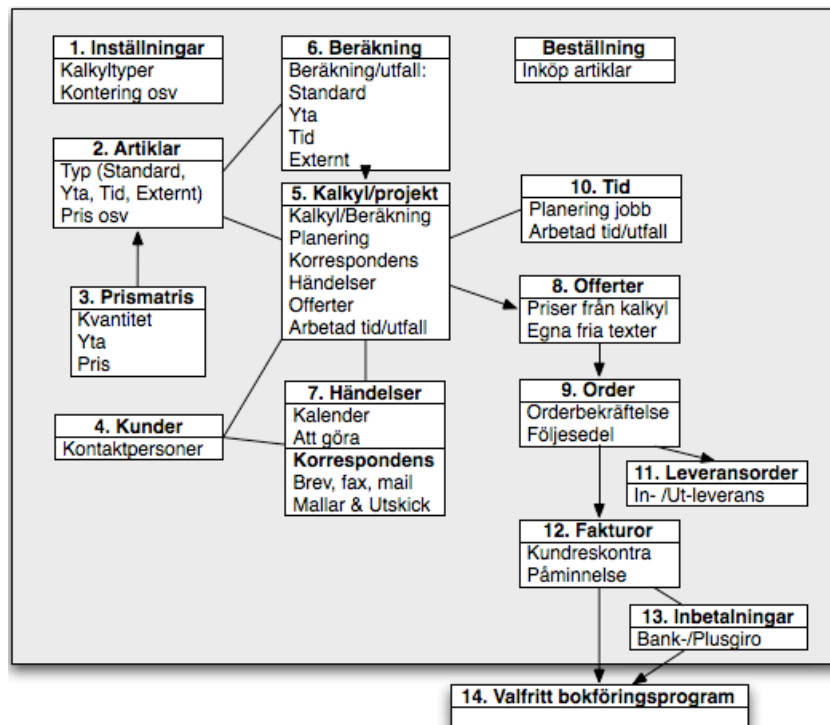 1. Inställningar
Kalkyltyper
Kontering osv
6. Beräkning
Beräkning/utfall:
Standard
Yta
Tid
Externt
Beställning
Inköp artiklar
2. Artiklar
Typ (Standard,
Yta, Tid, Externt)
Pris osv
5. Kalkyl/projekt
Kalkyl/Beräkning
Planering
Korrespondens
Händelser
Offerter
Arbetad tid/utfall
10. Tid
Planering jobb
Arbetad tid/utfall
3. Prismatris
Kvantitet
Yta
Pris
8. Offerter
Priser från kalkyl
Egna fria texter
4. Kunder
Kontaktpersoner
7. Händelser
Kalender
Att göra
Korrespondens
Brev, fax, mail
Mallar & Utskick
9. Order
Orderbekräftelse
Följesedel
11. Leveransorder
In- /Ut-leverans
12. Fakturor
Kundreskontra
Påminnelse
13. Inbetalningar
Bank-/Plusgiro
14. Valfritt bokföringsprogram